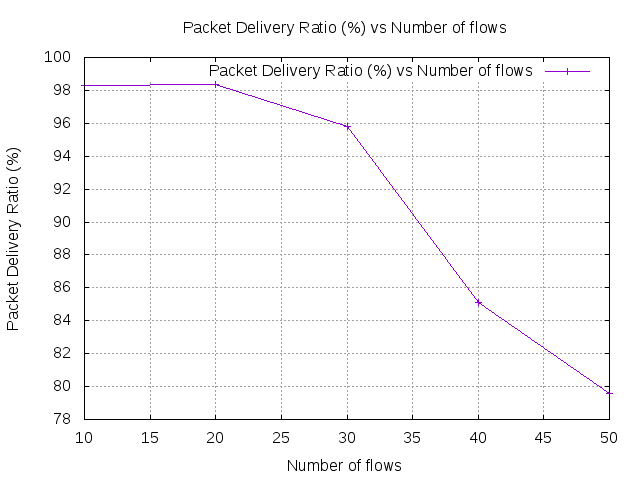 Packet Delivery Ratio (%) vs Number of flows
Packet Delivery Ratio (%) vs Number of flows
Packet Delivery Ratio (%)
100
98
96
94
92
90
88
86
84
82
80
78
10 15 20 25 30 35 40 45 50
Number of flows